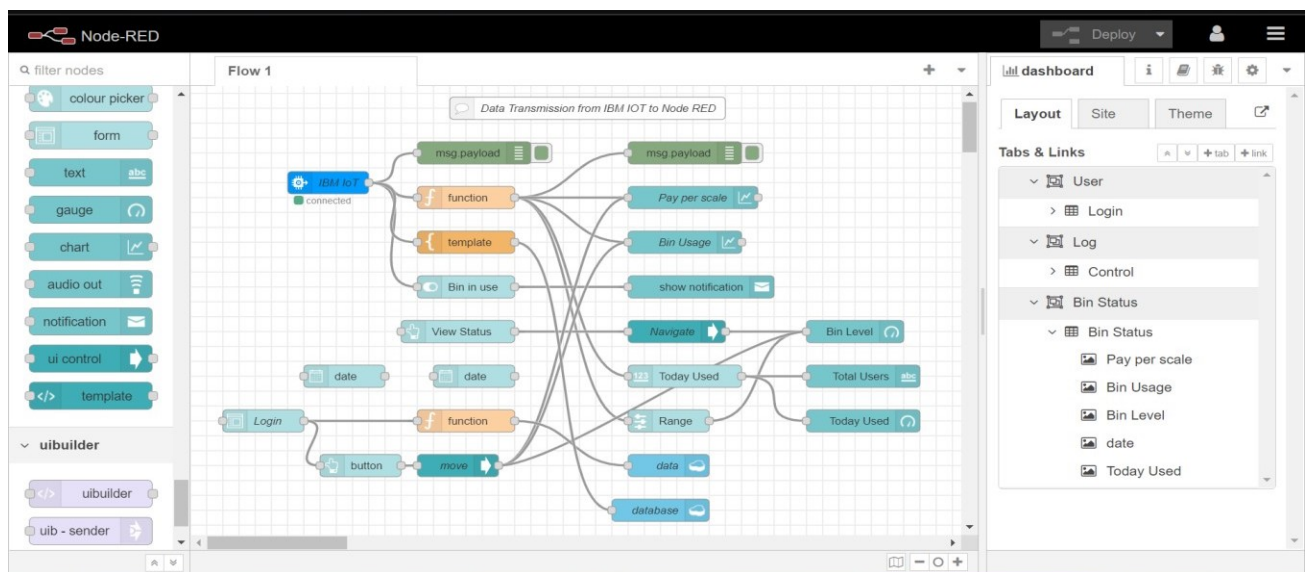 Node-RED
Deploy
filter nodes
colour picker
form
text
abc
gauge
chart
audio out
notification
ui control
</> template
uibuilder
</> uibuilder
uib - sender
Flow 1
Data Transmission from IBM IOT to Node RED
msg.payload
msg.payload
IBM IoT
connected
function
Pay per scale
template
Bin Usage
Bin in use
show notification
View Status
Navigate
Bin Level
date
date
123 Today Used
Total Users abc
Login
function
Range
Today Used
button
move
data
database
dashboard
i
Layout
Site
Theme
Tabs & Links
+ tab
+ link
User
Login
Log
Control
Bin Status
Bin Status
Pay per scale
Bin Usage
Bin Level
date
Today Used